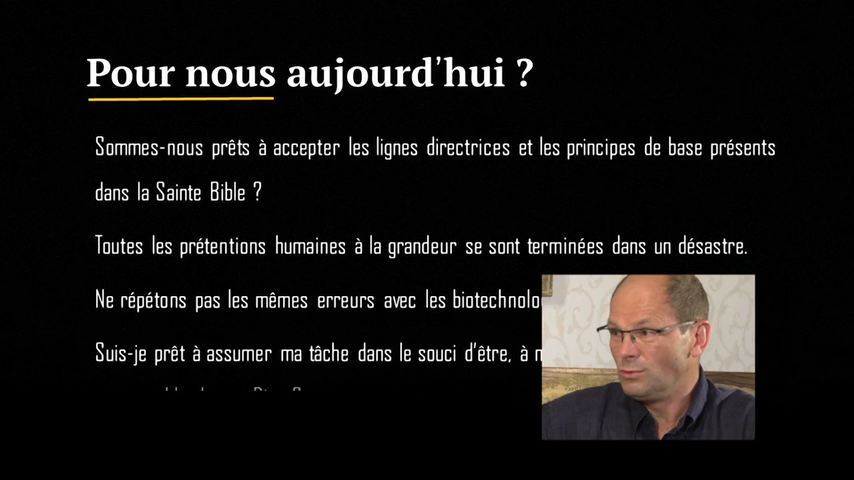 Pour nous aujourd'hui ?
Sommes-nous prêts à accepter les lignes directrices et les principes de base présents
dans la Sainte Bible ?
Toutes les prétentions humaines à la grandeur se sont terminées dans un désastre.
Ne répétons pas les mêmes erreurs avec les
Suis-je prêt à assumer ma tâche dans le souci d'être, à